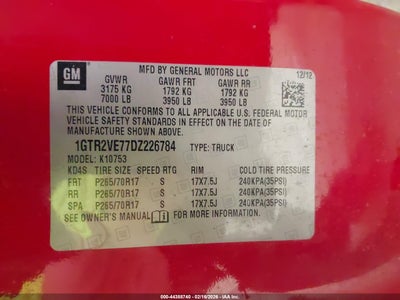 GM
MFD BY GENERAL MOTORS LLC 12/12
GVWR GAWR FRT GAWR RR
3175 KG 1792 KG 1792 KG
7000 LB 3950 LB 3950 LB
THIS VEHICLE CONFORMS TO ALL APPLICABLE U.S. FEDERAL MOTOR
VEHICLE SAFETY STANDARDS IN EFFECT ON THE DATE OF
MANUFACTURE SHOWN ABOVE.
1GTR2VE77DZ226784 TYPE: TRUCK
MODEL: K10753
KD4S TIRE SIZE SPEED RTG RIM COLD TIRE PRESSURE
FRT P265/70R17 S 17X7.5J 240KPA(35PSI)
RR P265/70R17 S 17X7.5J 240KPA(35PSI)
SPA P265/70R17 S 17X7.5J 240KPA(35PSI)
SEE OWNER'S MANUAL FOR ADDITIONAL INFORMATION.
000-44388740 - 02/18/2026 - IAA Inc.